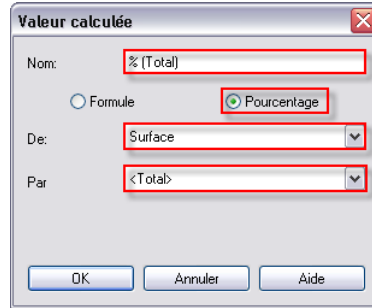 Valeur calculée
Nom: % (Total)
Formule Pourcentage
De: Surface
Par <Total>
OK Annuler Aide